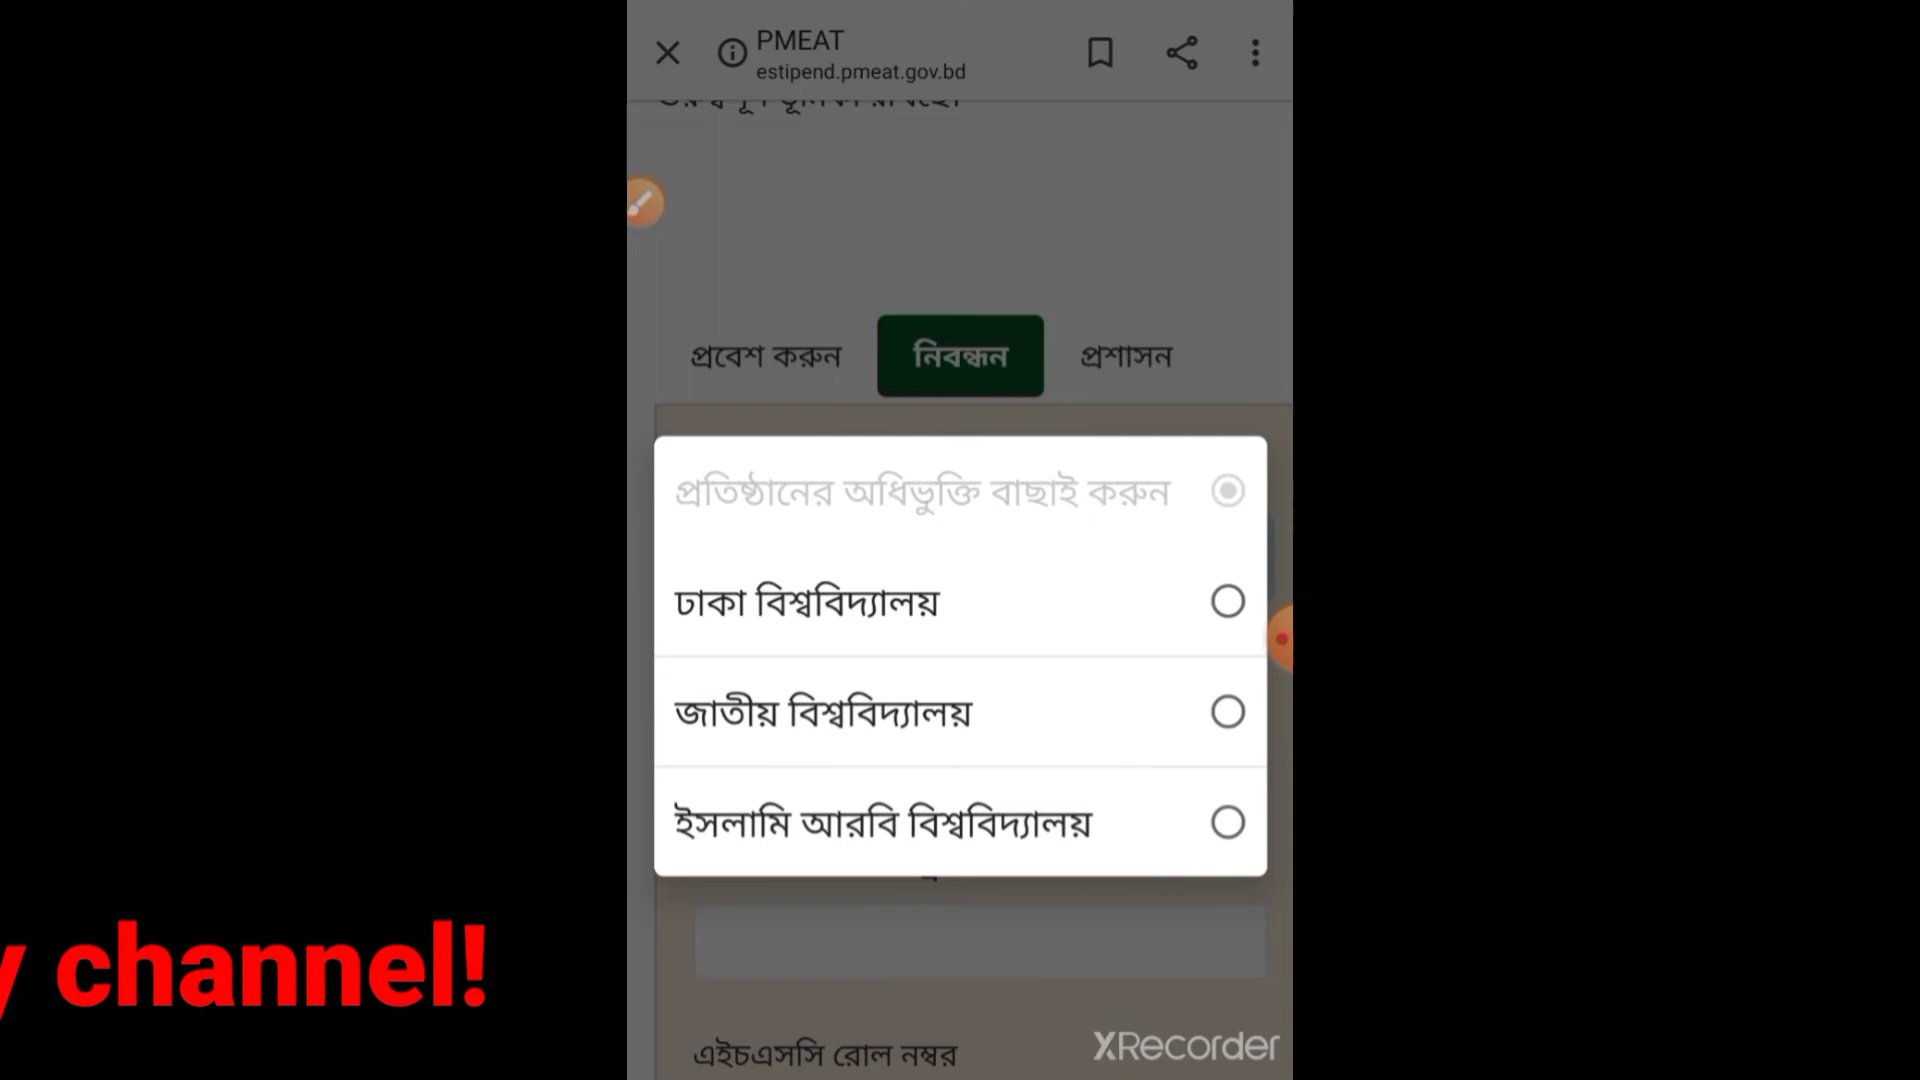 PMEAT
estipend.pmeat.gov.bd
প্রবেশ করুন
নিবন্ধন
প্রশাসন
প্রতিষ্ঠানের অধিভুক্তি বাছাই করুন
ঢাকা বিশ্ববিদ্যালয়
জাতীয় বিশ্ববিদ্যালয়
ইসলামি আরবি বিশ্ববিদ্যালয়
y channel!
এইচএসসি রোল নম্বর
XRecorder